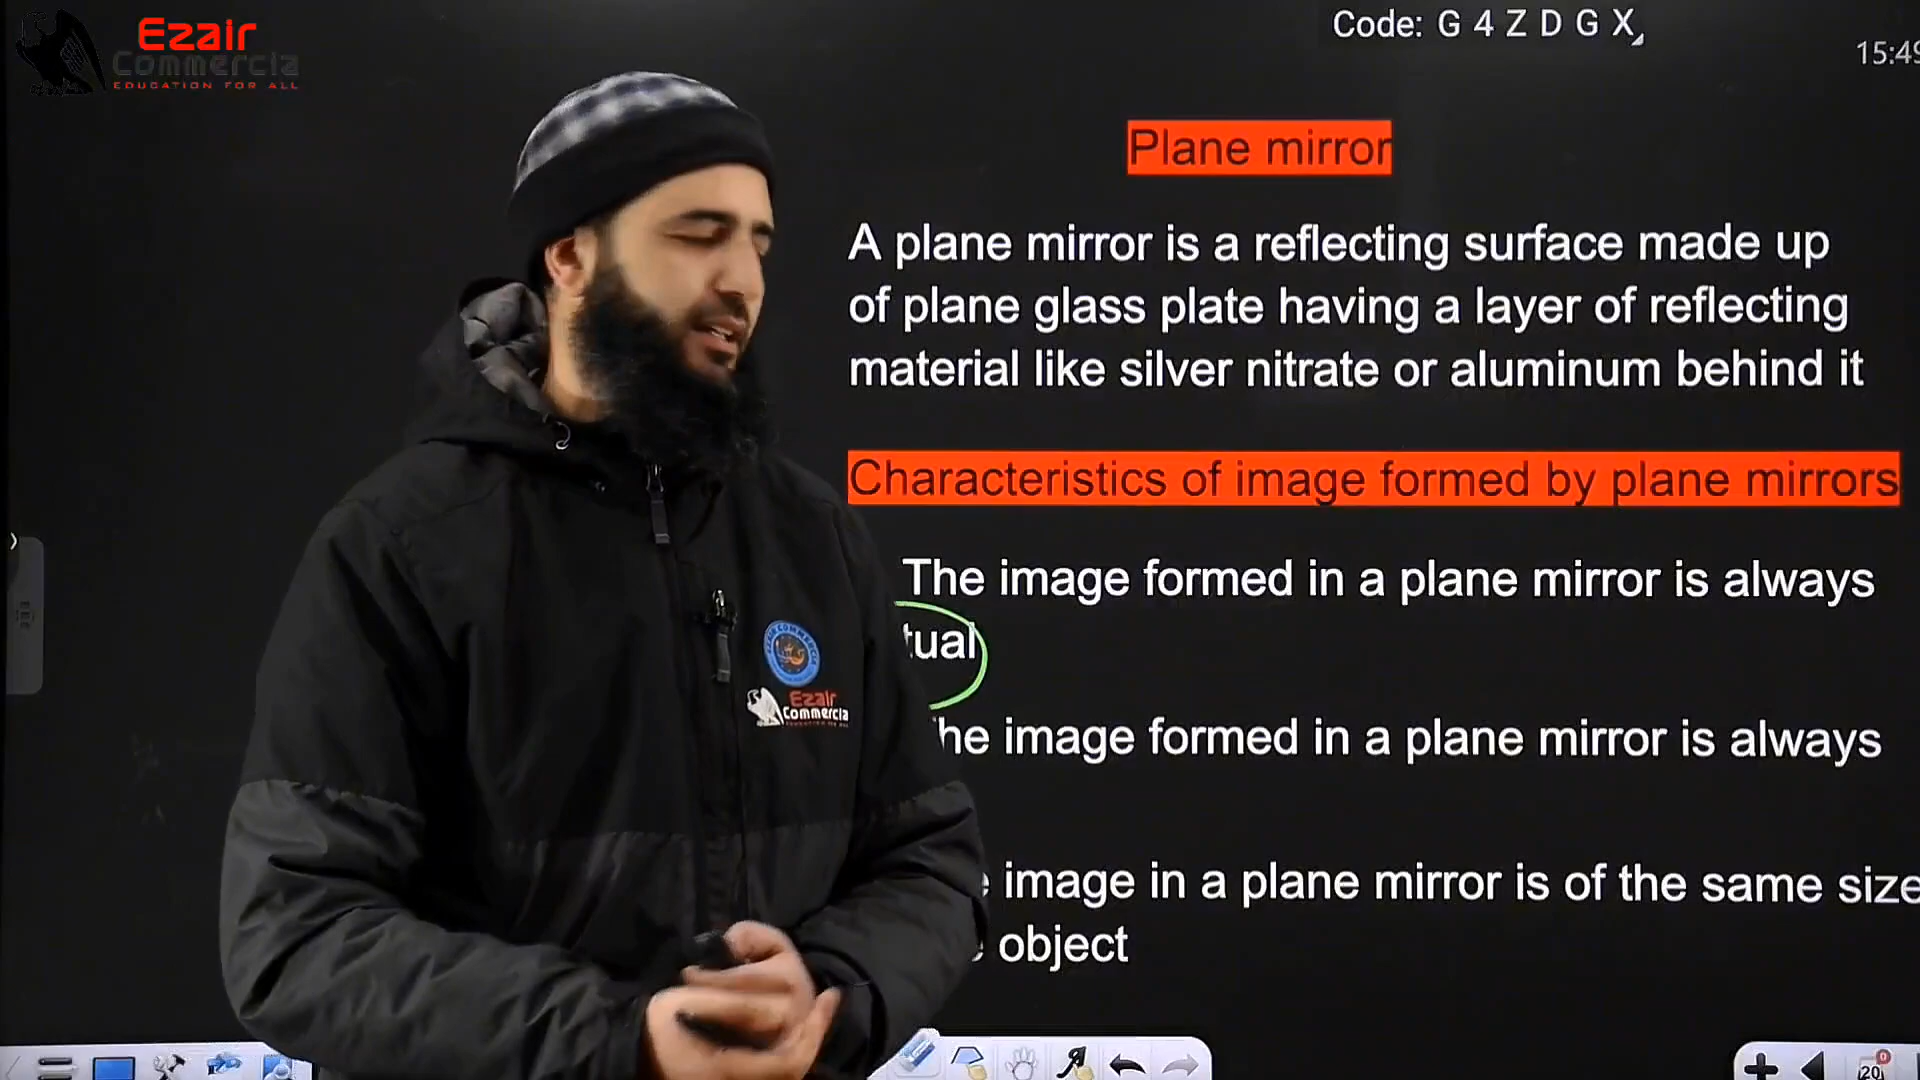 Ezair
Commercia
EDUCATION FOR ALL
Code: G 4 Z D G X
Plane mirror
A plane mirror is a reflecting surface made up
of plane glass plate having a layer of reflecting
material like silver nitrate or aluminum behind it
Characteristics of image formed by plane mirrors
The image formed in a plane mirror is always
tual
he image formed in a plane mirror is always
image in a plane mirror is of the same size
object
Ezair
Commercia